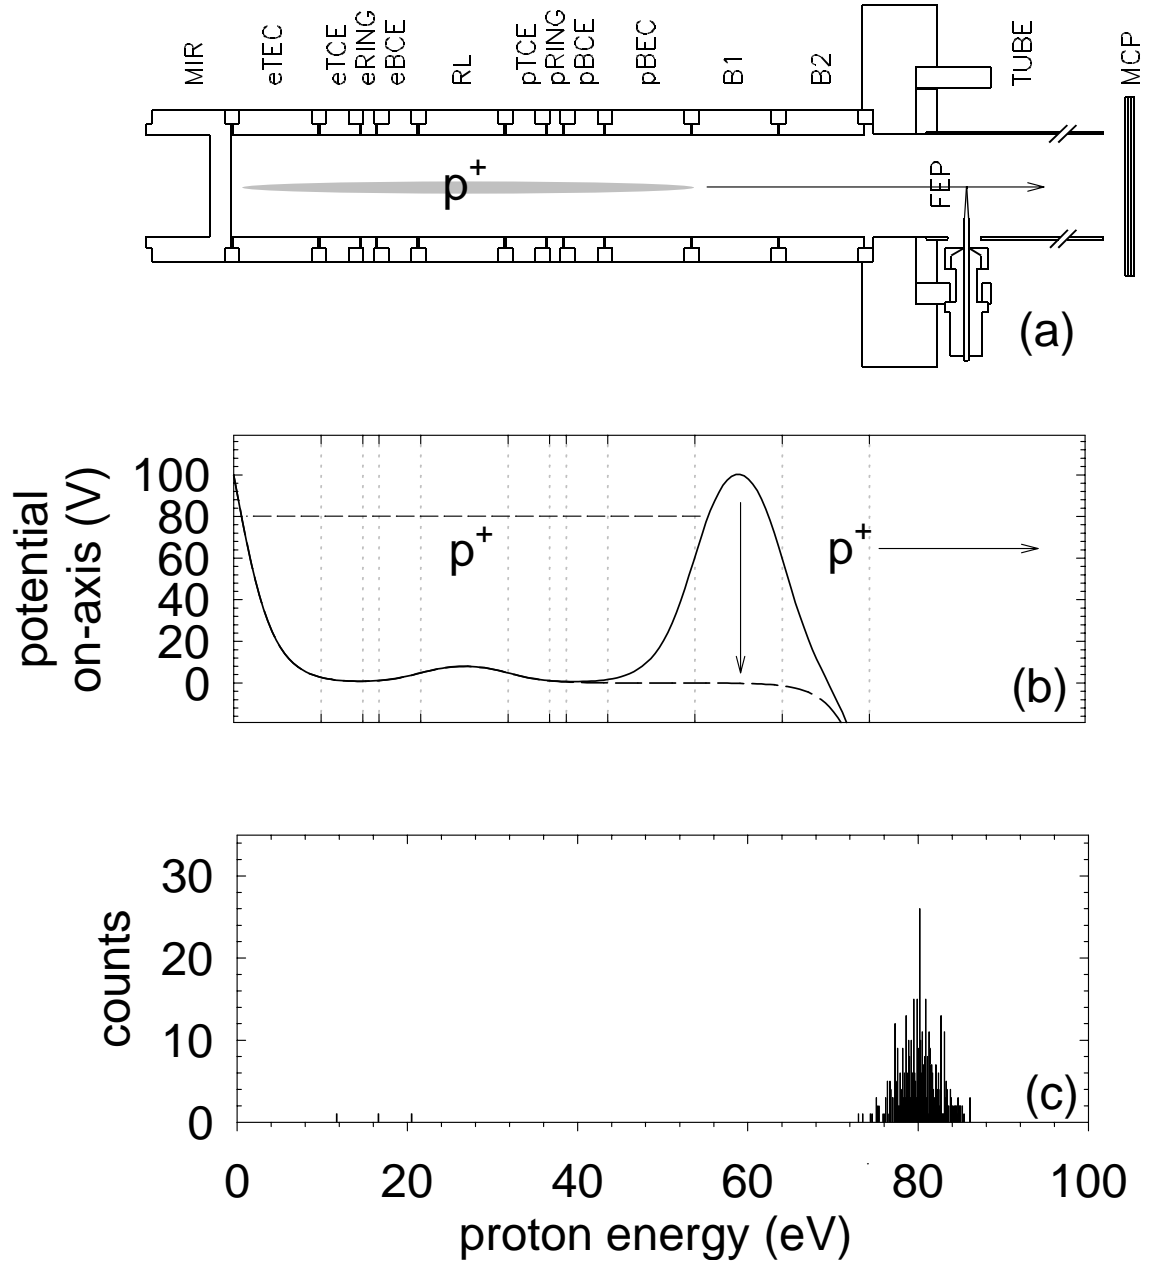 MIR eTEC eTCE eRING eBCE RL pTCE pRING pBCE pBEC B1 B2 TUBE MCP
p+
FEP
(a)
potential
on-axis (V)
100
80
60
40
20
0
p+
p+
(b)
counts
30
20
10
0
(c)
0 20 40 60 80 100
proton energy (eV)